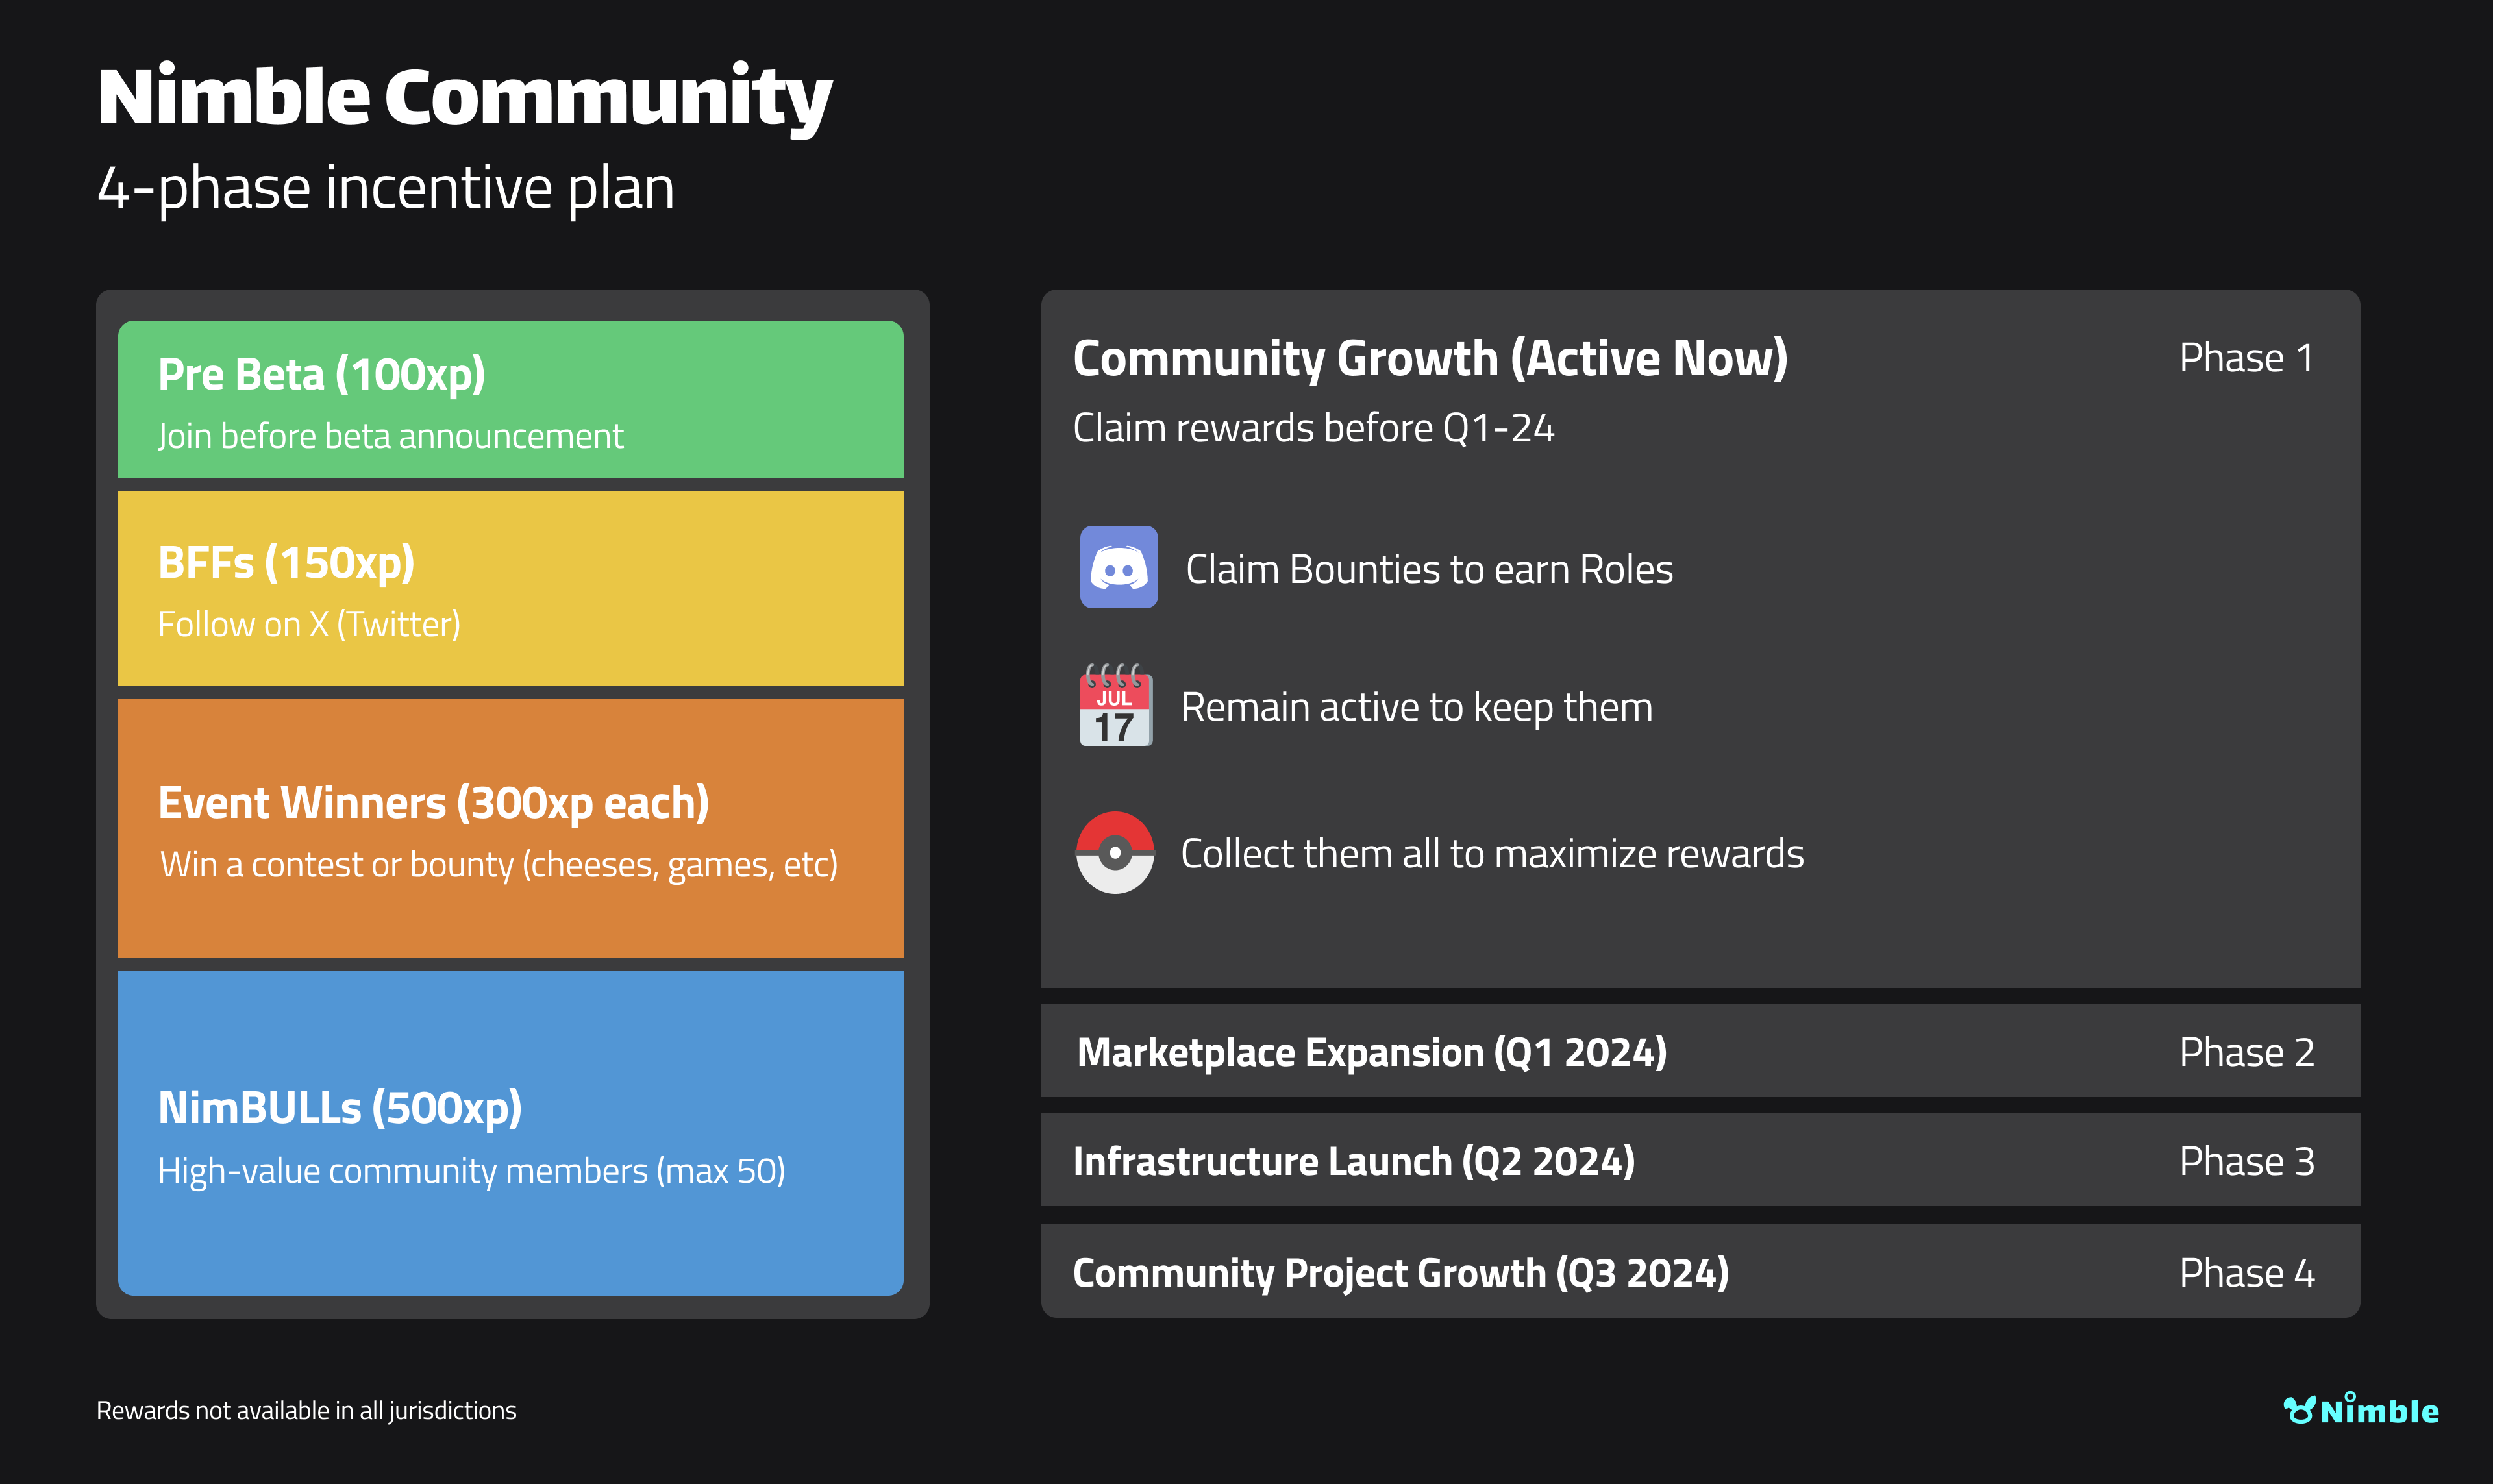 Nimble Community
4-phase incentive plan
Pre Beta (100xp)
Join before beta announcement
BFFs (150xp)
Follow on X (Twitter)
Event Winners (300xp each)
Win a contest or bounty (cheeses, games, etc)
NimBULLs (500xp)
High-value community members (max 50)
Community Growth (Active Now)
Phase 1
Claim rewards before Q1-24
Claim Bounties to earn Roles
JUL
17
Remain active to keep them
Collect them all to maximize rewards
Marketplace Expansion (Q1 2024)
Phase 2
Infrastructure Launch (Q2 2024)
Phase 3
Community Project Growth (Q3 2024)
Phase 4
Rewards not available in all jurisdictions
Nimble